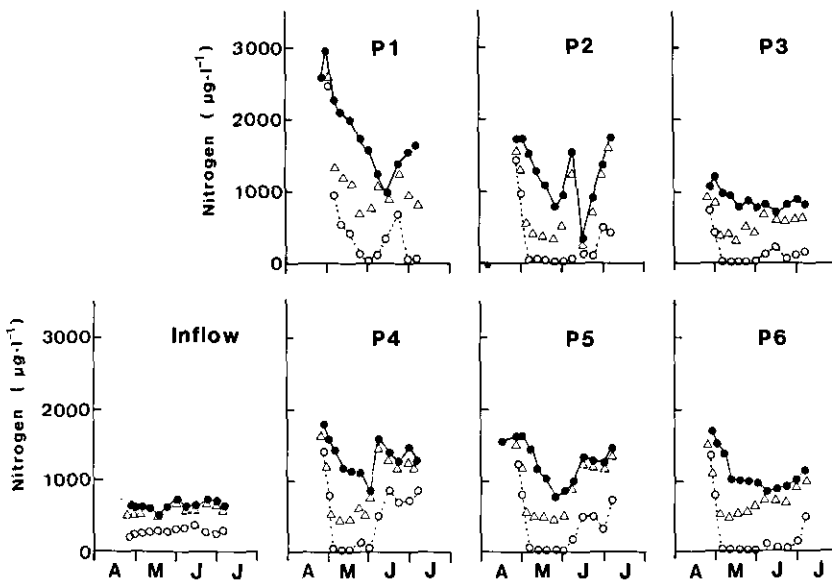 P1 P2 P3
Nitrogen ( µg·l⁻¹)
3000
2000
1000
0
Inflow P4 P5 P6
Nitrogen ( µg·l⁻¹)
3000
2000
1000
0
A M J J A M J J A M J J A M J J